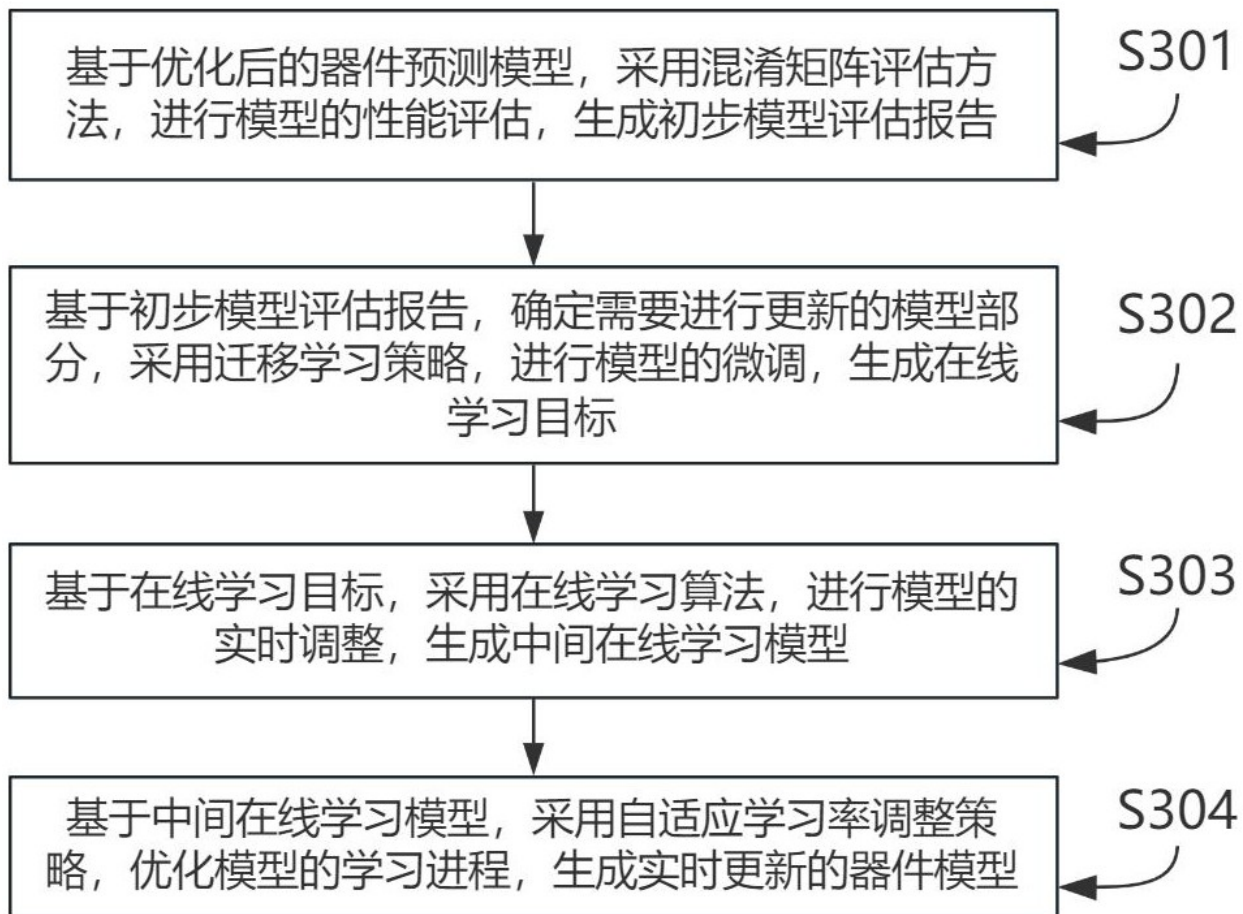 基于优化后的器件预测模型，采用混淆矩阵评估方
法，进行模型的性能评估，生成初步模型评估报告
S301
基于初步模型评估报告，确定需要进行更新的模型部
分，采用迁移学习策略，进行模型的微调，生成在线
学习目标
S302
基于在线学习目标，采用在线学习算法，进行模型的
实时调整，生成中间在线学习模型
S303
基于中间在线学习模型，采用自适应学习率调整策
略，优化模型的学习进程，生成实时更新的器件模型
S304